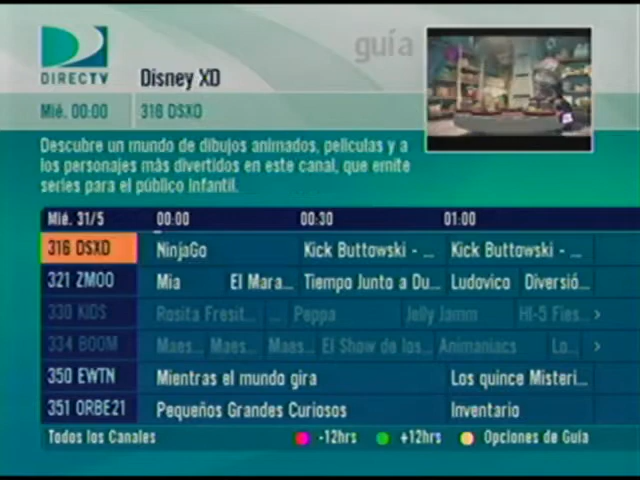 guía
DIRECTV
Disney XD
Mié. 00:00 316 DSXD
Descubre un mundo de dibujos animados, películas y a
los personajes más divertidos en este canal, que emite
series para el público infantil.
Mié. 31/5 00:00 00:30 01:00
316 DSXD NinjaGo Kick Buttowski - ... Kick Buttowski - ...
321 ZMOO Mia El Mara... Tiempo Junto a Du... Ludovico Diversió...
330 KIDS Rosita Fresit... ... Peppa Jelly Jamm HI-5 Fies... >
334 BOOM Maes... Maes... Maas... El Show de los... Animaniacs Lo... >
350 EWTN Mientras el mundo gira Los quince Misteri...
351 ORBE21 Pequeños Grandes Curiosos Inventario
Todos los Canales -12hrs +12hrs Opciones de Guía